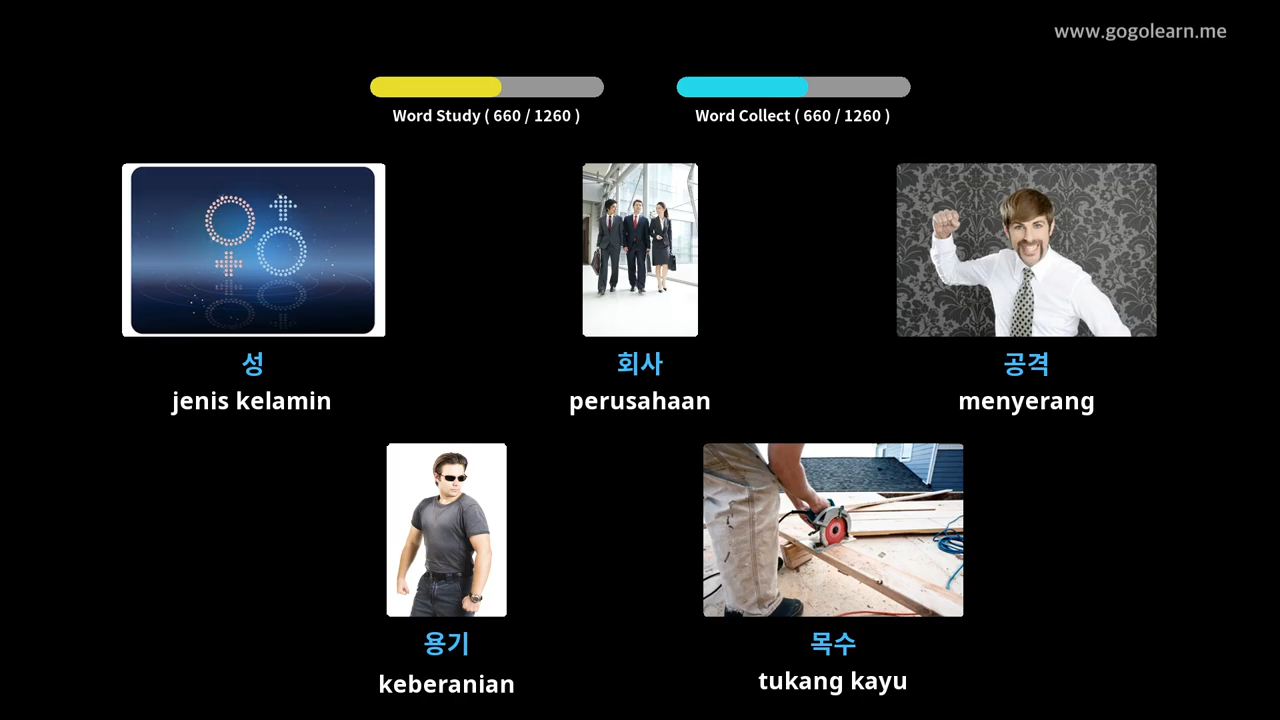 www.gogolearn.me
Word Study ( 660 / 1260 )
Word Collect ( 660 / 1260 )
성
jenis kelamin
회사
perusahaan
공격
menyerang
용기
keberanian
목수
tukang kayu